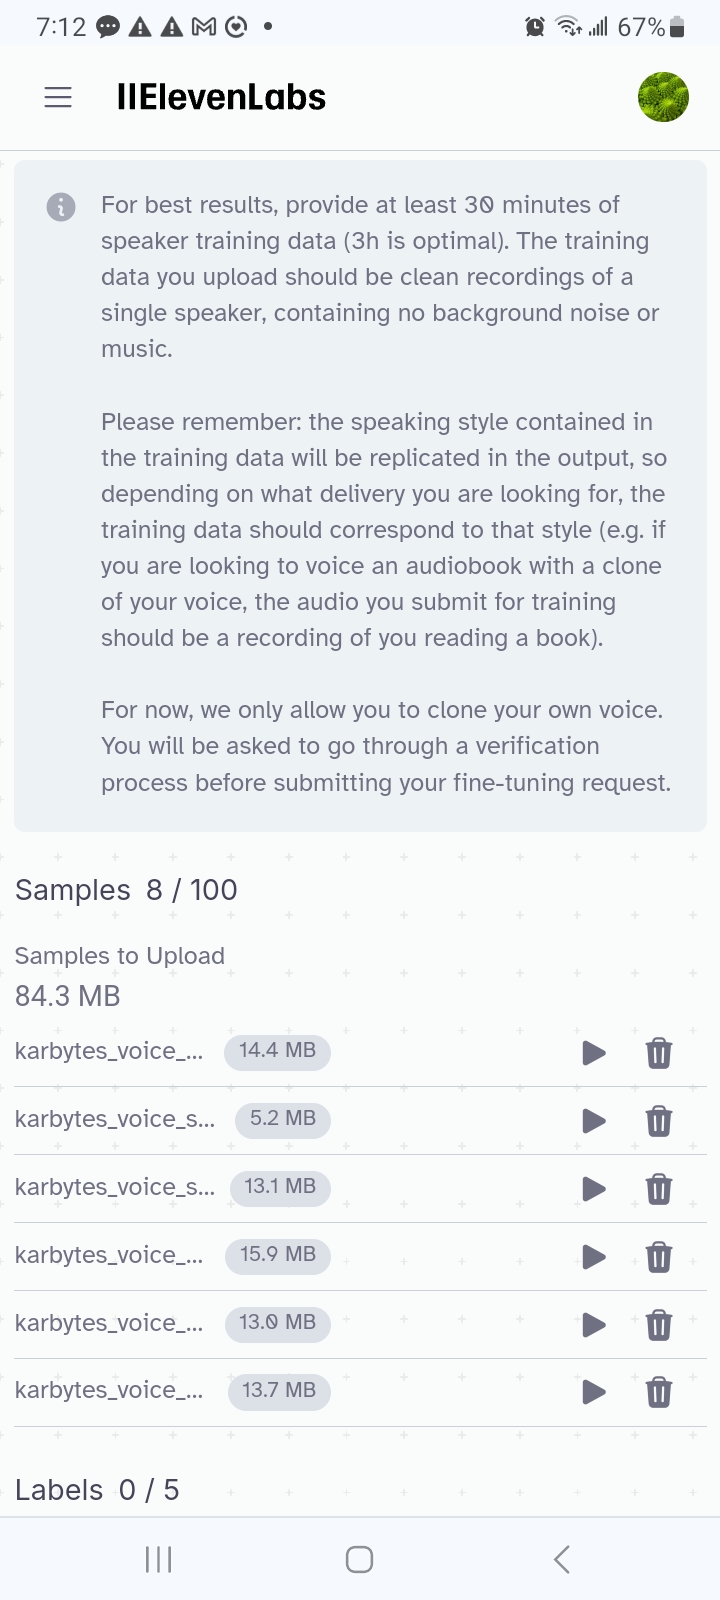 7:12 67%
IIElevenLabs
For best results, provide at least 30 minutes of
speaker training data (3h is optimal). The training
data you upload should be clean recordings of a
single speaker, containing no background noise or
music.
Please remember: the speaking style contained in
the training data will be replicated in the output, so
depending on what delivery you are looking for, the
training data should correspond to that style (e.g. if
you are looking to voice an audiobook with a clone
of your voice, the audio you submit for training
should be a recording of you reading a book).
For now, we only allow you to clone your own voice.
You will be asked to go through a verification
process before submitting your fine-tuning request.
Samples 8 / 100
Samples to Upload
84.3 MB
karbytes_voice_... 14.4 MB
karbytes_voice_s... 5.2 MB
karbytes_voice_s... 13.1 MB
karbytes_voice_... 15.9 MB
karbytes_voice_... 13.0 MB
karbytes_voice_... 13.7 MB
Labels 0 / 5